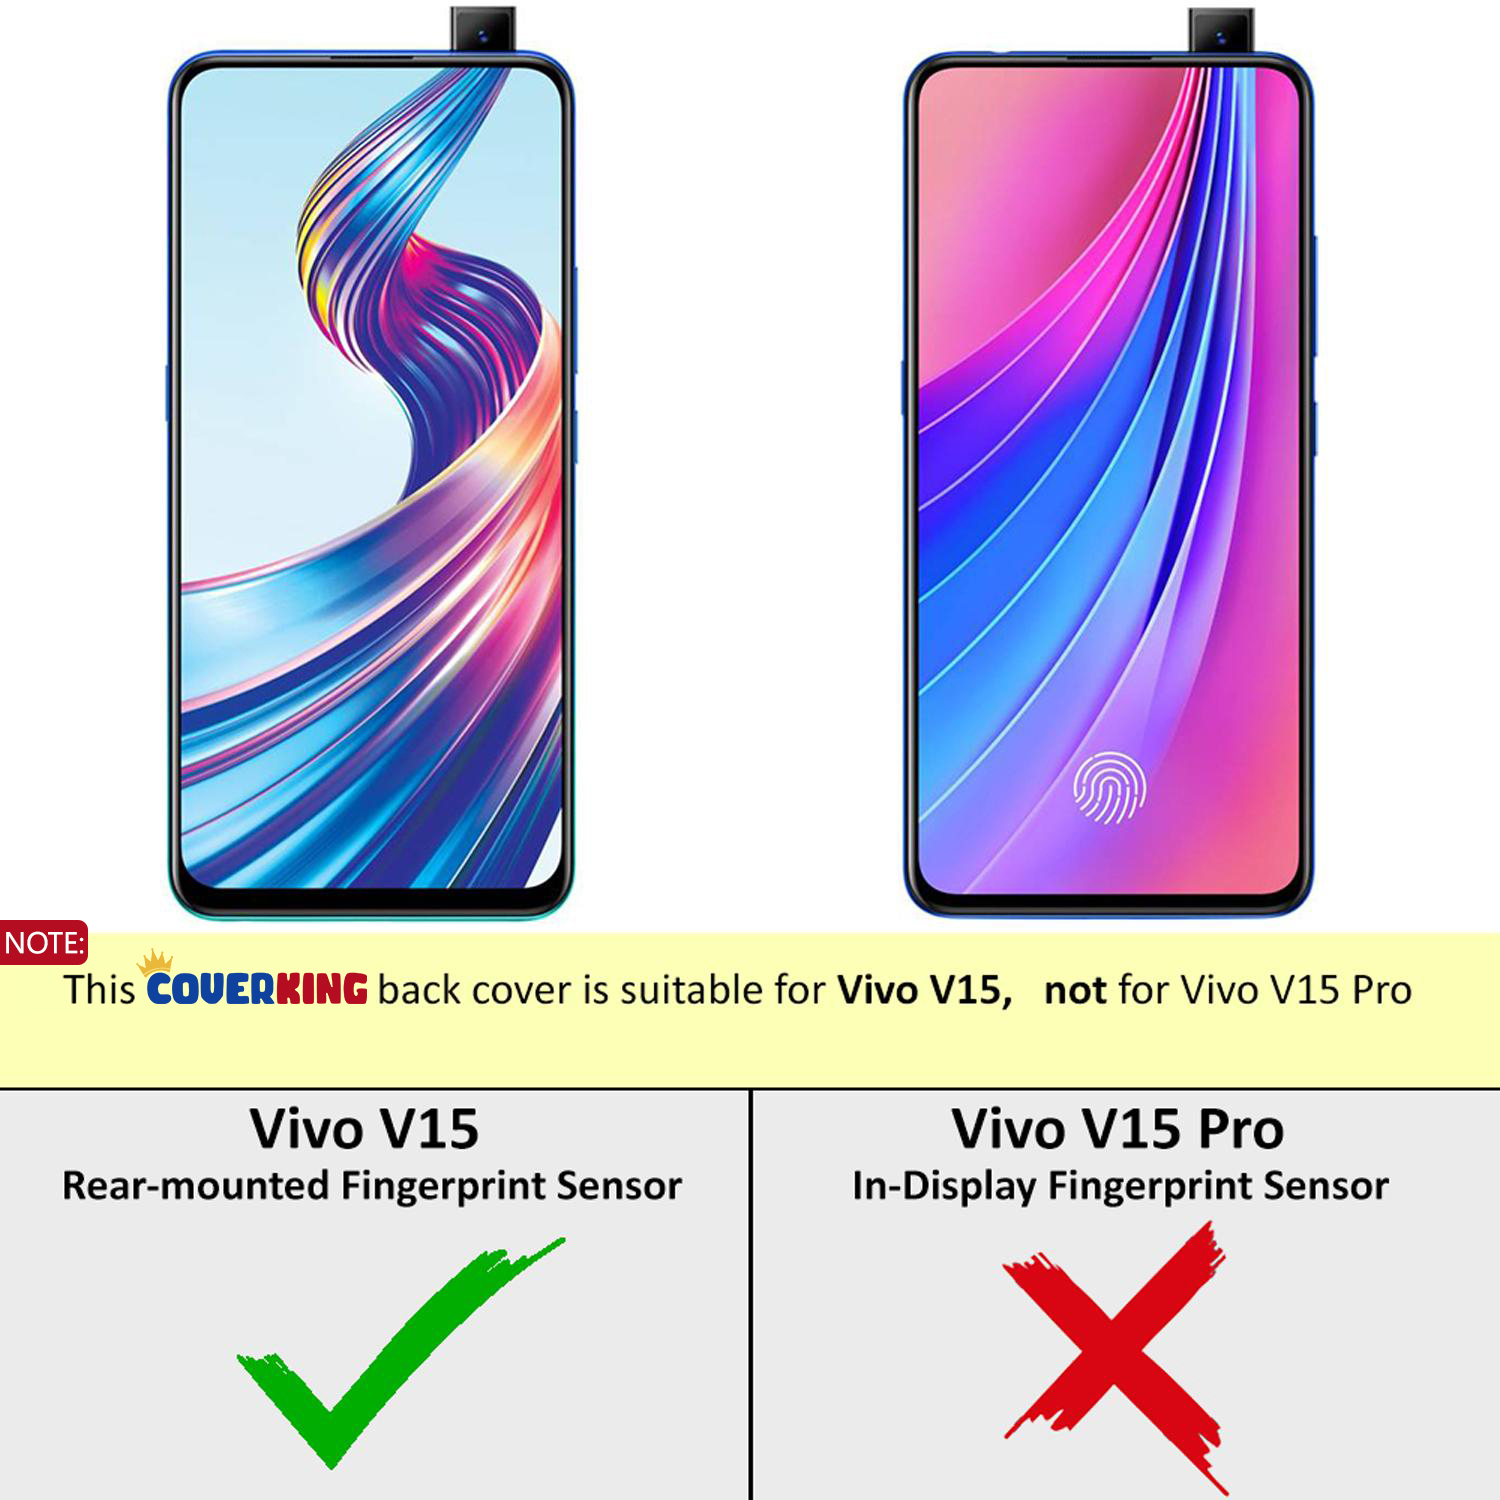 NOTE:
This COVERKING back cover is suitable for Vivo V15, not for Vivo V15 Pro
Vivo V15
Rear-mounted Fingerprint Sensor
Vivo V15 Pro
In-Display Fingerprint Sensor